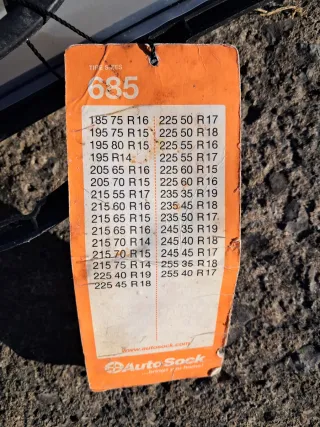 685
185 75 R16
195 75 R15
195 80 R15
195 R14
205 65 R16
205 70 R15
215 55 R17
215 60 R16
215 65 R15
215 65 R16
215 70 R14
215 70 R15
215 75 R14
225 40 R19
225 45 R18
225 50 R17
225 50 R18
225 55 R16
225 55 R17
225 60 R15
225 60 R16
235 35 R19
235 45 R18
235 50 R17
245 35 R19
245 40 R18
245 45 R17
255 35 R18
255 40 R17
www.autosock.com
AutoSock